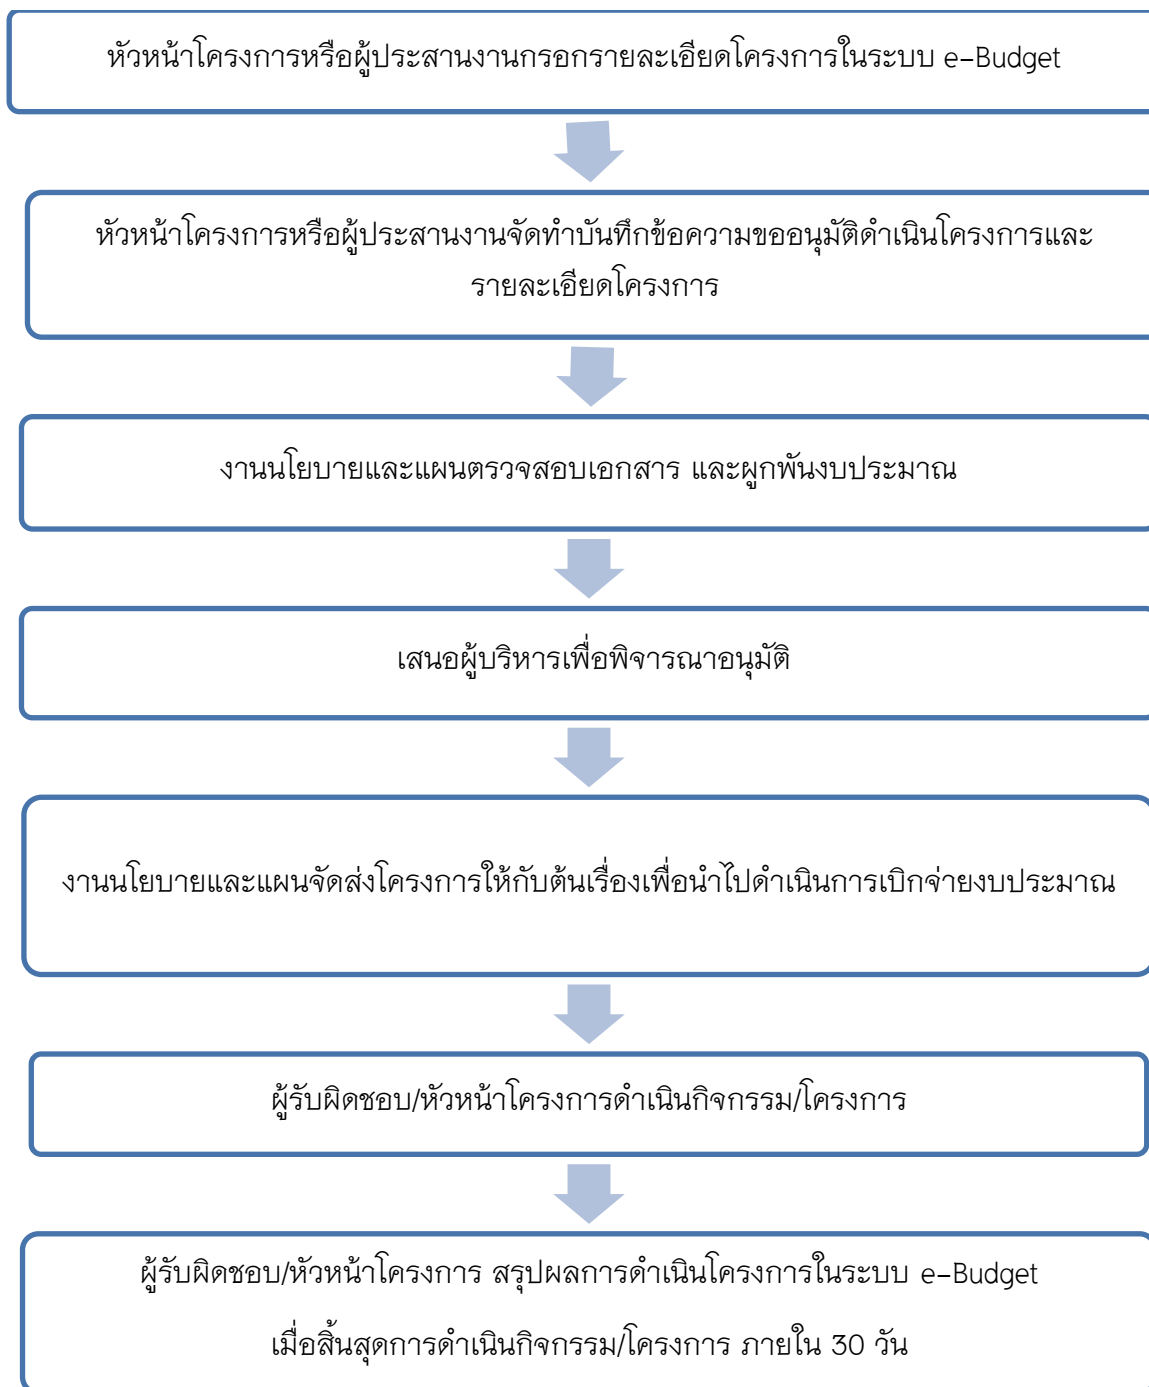 หัวหน้าโครงการหรือผู้ประสานงานกรอกรายละเอียดโครงการในระบบ e-Budget
หัวหน้าโครงการหรือผู้ประสานงานจัดทำบันทึกข้อความขออนุมัติดำเนินโครงการและ
รายละเอียดโครงการ
งานนโยบายและแผนตรวจสอบเอกสาร และผูกพันงบประมาณ
เสนอผู้บริหารเพื่อพิจารณาอนุมัติ
งานนโยบายและแผนจัดส่งโครงการให้กับต้นเรื่องเพื่อนำไปดำเนินการเบิกจ่ายงบประมาณ
ผู้รับผิดชอบ/หัวหน้าโครงการดำเนินกิจกรรม/โครงการ
ผู้รับผิดชอบ/หัวหน้าโครงการ สรุปผลการดำเนินโครงการในระบบ e-Budget
เมื่อสิ้นสุดการดำเนินกิจกรรม/โครงการ ภายใน 30 วัน